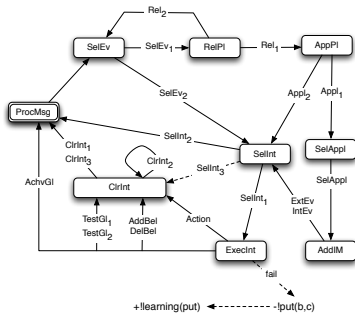 Rel2
SelEv
SelEv1
RelPl
Rel1
AppPl
SelEv2
Appl2
Appl1
ProcMsg
SelInt2
SelInt
SelAppl
ClrInt1
ClrInt3
ClrInt2
SelInt3
SelAppl
AchvGl
ClrInt
SelInt1
ExtEv
IntEv
TestGl1
TestGl2
AddBel
DelBel
Action
ExecInt
AddIM
fail
+!learning(put)
-!put(b,c)